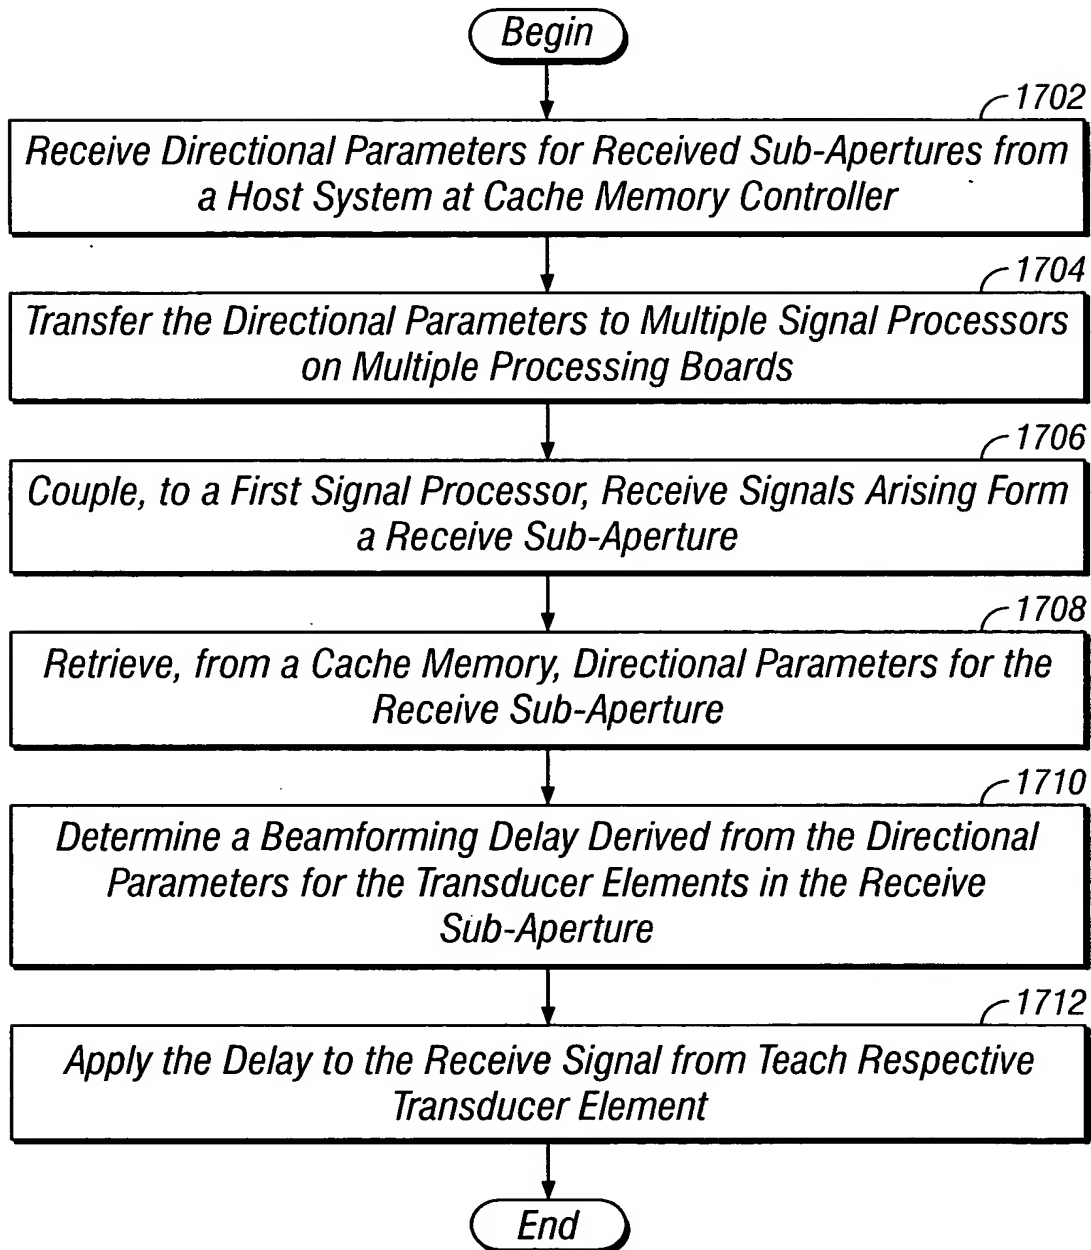 Begin
1702
Receive Directional Parameters for Received Sub-Apertures from
a Host System at Cache Memory Controller
1704
Transfer the Directional Parameters to Multiple Signal Processors
on Multiple Processing Boards
1706
Couple, to a First Signal Processor, Receive Signals Arising Form
a Receive Sub-Aperture
1708
Retrieve, from a Cache Memory, Directional Parameters for the
Receive Sub-Aperture
1710
Determine a Beamforming Delay Derived from the Directional
Parameters for the Transducer Elements in the Receive
Sub-Aperture
1712
Apply the Delay to the Receive Signal from Teach Respective
Transducer Element
End